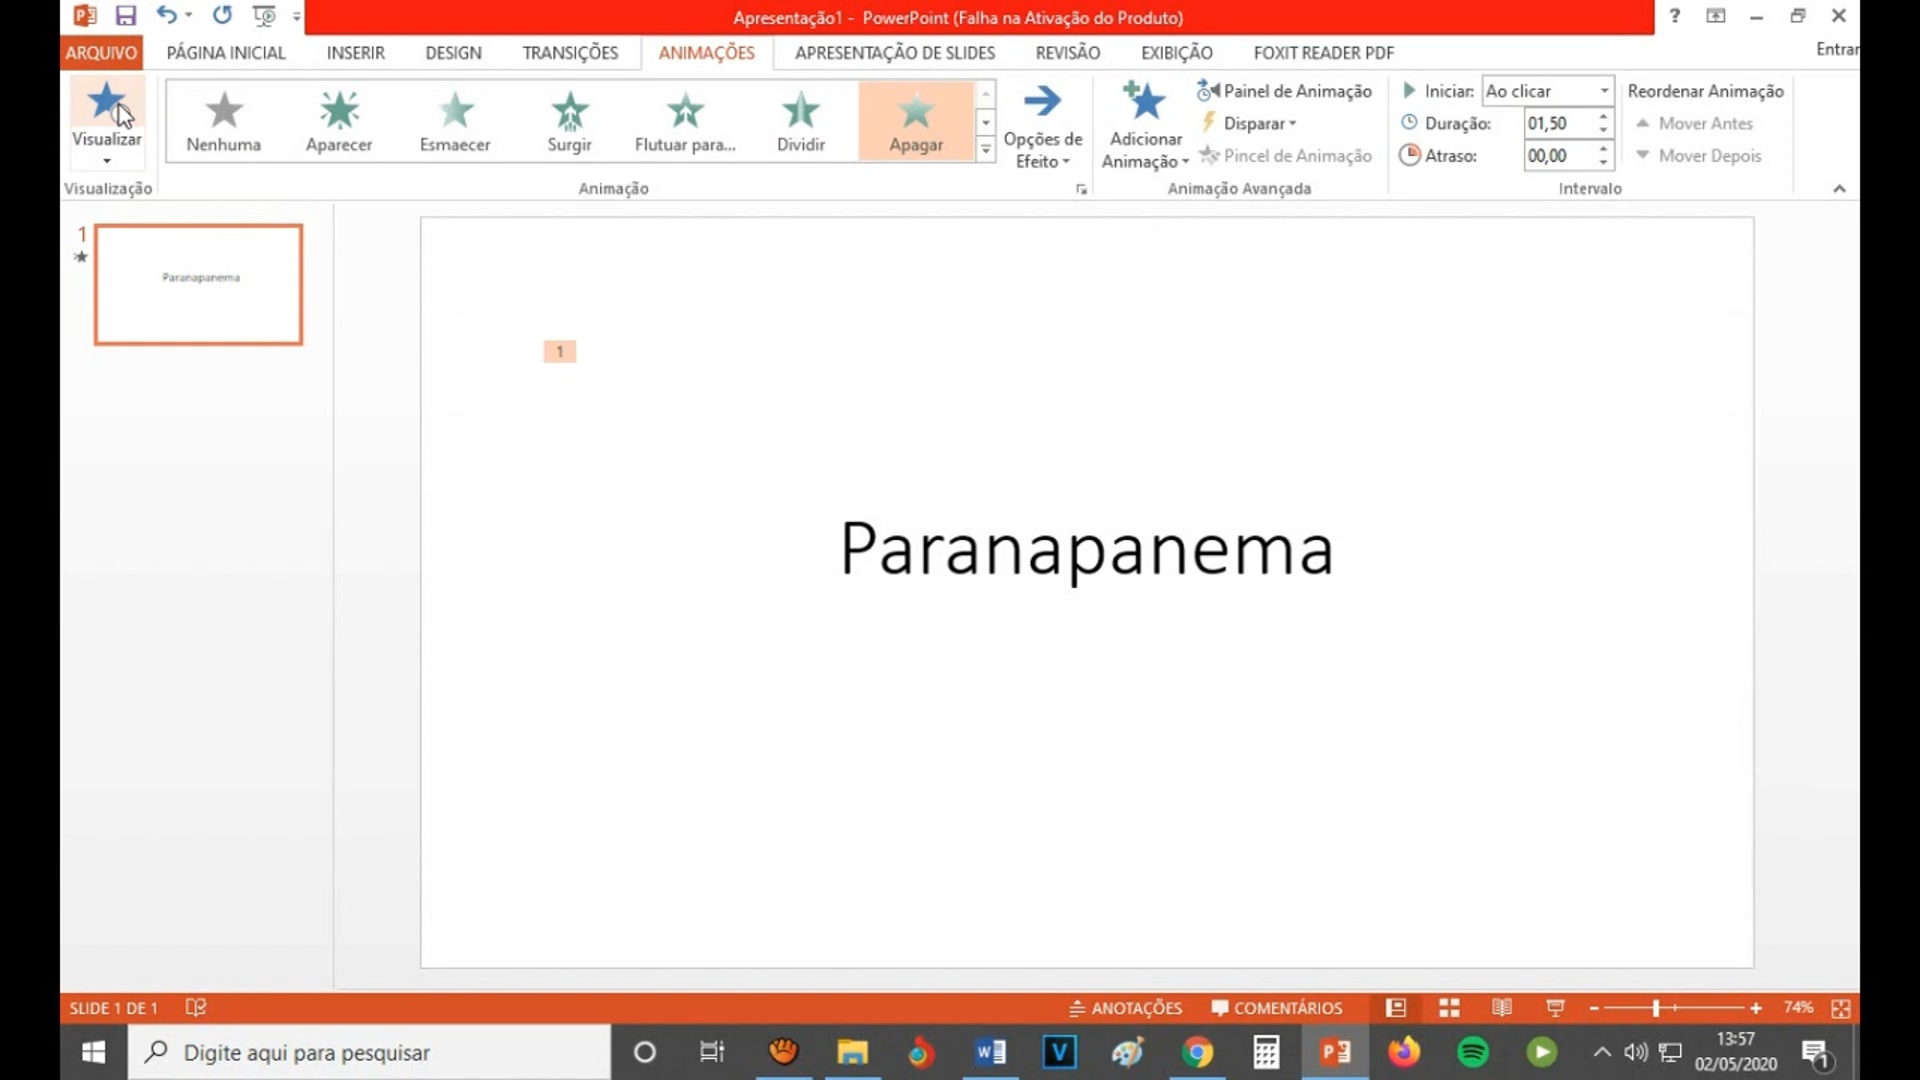 Apresentação1 - PowerPoint (Falha na Ativação do Produto)
?
ARQUIVO PÁGINA INICIAL INSERIR DESIGN TRANSIÇÕES ANIMAÇÕES APRESENTAÇÃO DE SLIDES REVISÃO EXIBIÇÃO FOXIT READER PDF Entrar
Visualizar
Visualização
Nenhuma Aparecer Esmaecer Surgir Flutuar para... Dividir Apagar
Animação
Opções de
Efeito
Adicionar
Animação
Painel de Animação
Disparar
Pincel de Animação
Animação Avançada
Iniciar: Ao clicar
Duração: 01,50
Atraso: 00,00
Intervalo
Reordenar Animação
Mover Antes
Mover Depois
1
Paranapanema
1
Paranapanema
SLIDE 1 DE 1 ANOTAÇÕES COMENTÁRIOS 74%
Digite aqui para pesquisar
13:57
02/05/2020
1